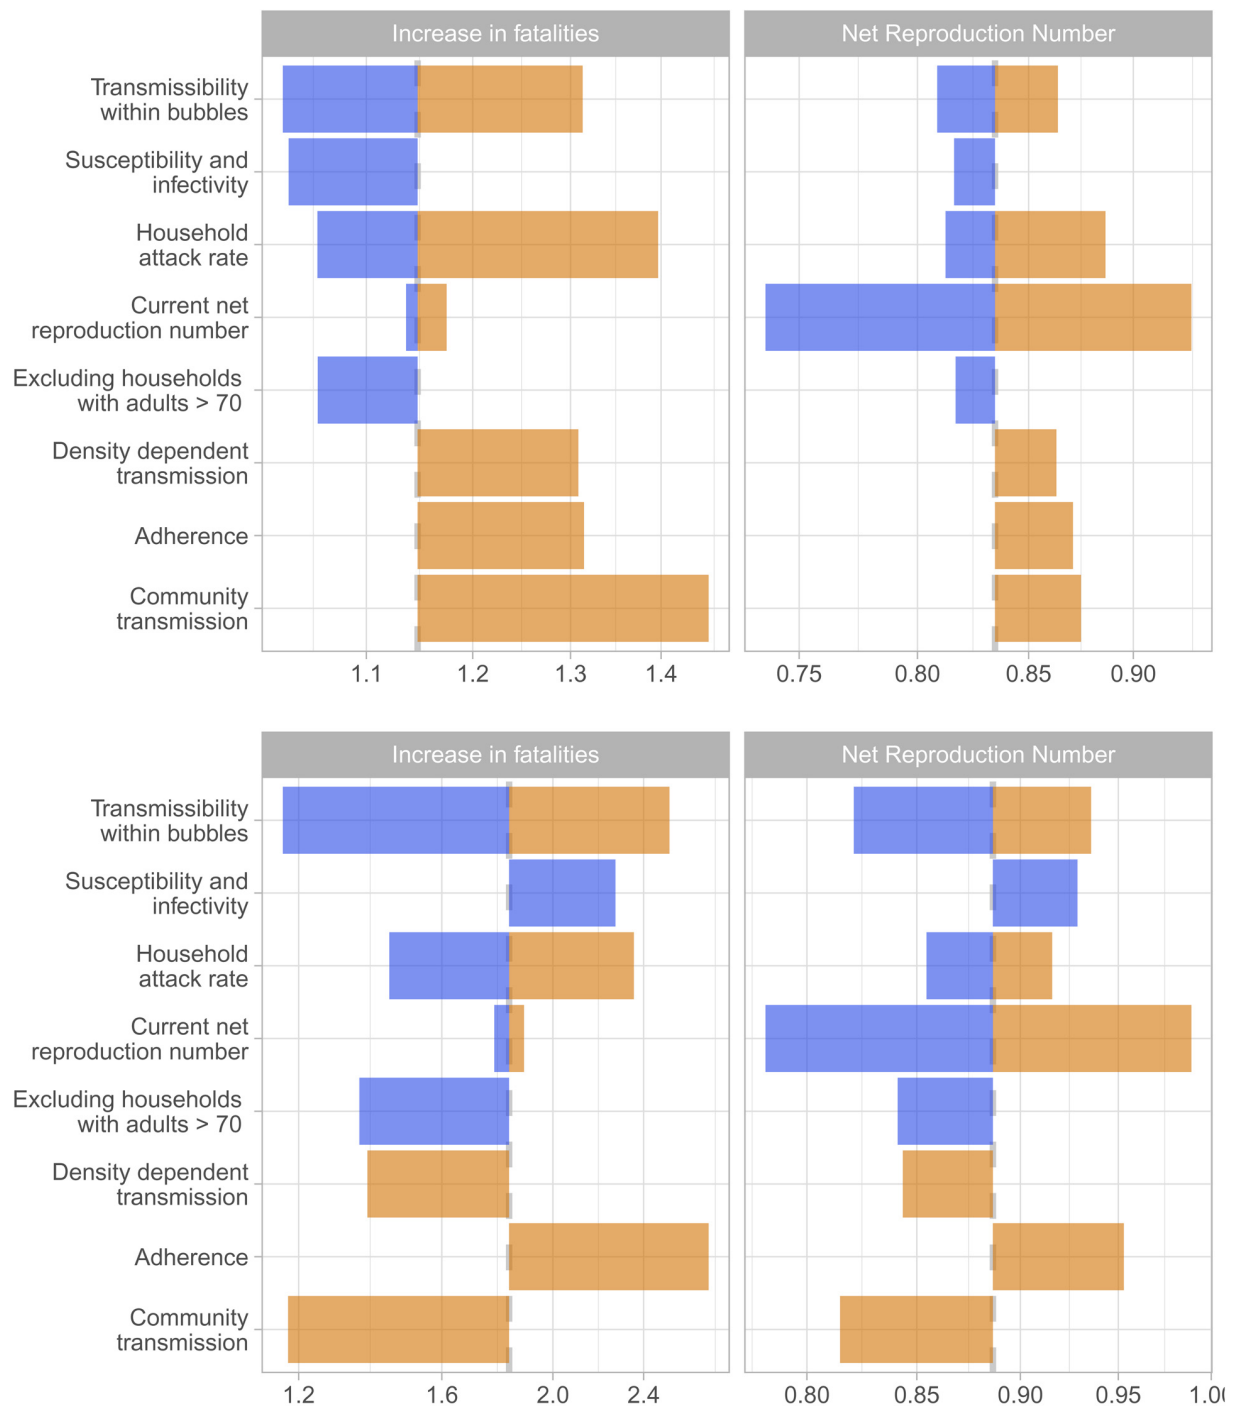 Increase in fatalities
Net Reproduction Number
Transmissibility
within bubbles
Susceptibility and
infectivity
Household
attack rate
Current net
reproduction number
Excluding households
with adults > 70
Density dependent
transmission
Adherence
Community
transmission
1.1 1.2 1.3 1.4
0.75 0.80 0.85 0.90
Increase in fatalities
Net Reproduction Number
Transmissibility
within bubbles
Susceptibility and
infectivity
Household
attack rate
Current net
reproduction number
Excluding households
with adults > 70
Density dependent
transmission
Adherence
Community
transmission
1.2 1.6 2.0 2.4
0.80 0.85 0.90 0.95 1.0